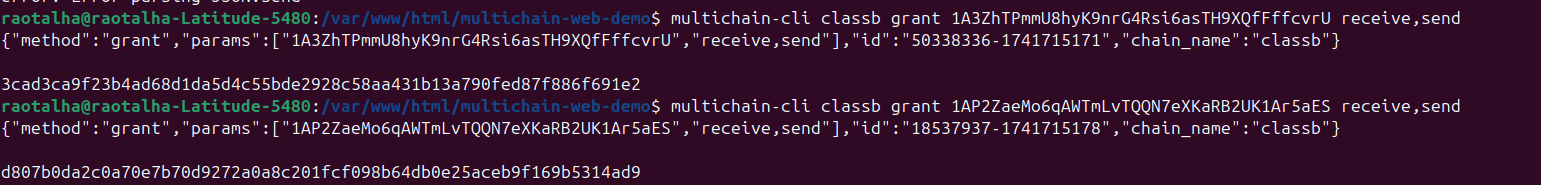 raotalha@raotalha-Latitude-5480:/var/www/html/multichain-web-demo$ multichain-cli classb grant 1A3ZhTPmmU8hyK9nrG4Rsi6asTH9XQfFffcvrU receive,send
{"method":"grant","params":["1A3ZhTPmmU8hyK9nrG4Rsi6asTH9XQfFffcvrU","receive,send"],"id":"50338336-1741715171","chain_name":"classb"}
3cad3ca9f23b4ad68d1da5d4c55bde2928c58aa431b13a790fed87f886f691e2
raotalha@raotalha-Latitude-5480:/var/www/html/multichain-web-demo$ multichain-cli classb grant 1AP2ZaeMo6qAWTmLvTQQN7eXKaRB2UK1Ar5aES receive,send
{"method":"grant","params":["1AP2ZaeMo6qAWTmLvTQQN7eXKaRB2UK1Ar5aES","receive,send"],"id":"18537937-1741715178","chain_name":"classb"}
d807b0da2c0a70e7b70d9272a0a8c201fcf098b64db0e25aceb9f169b5314ad9